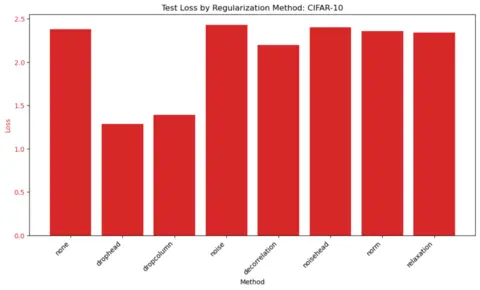 Test Loss by Regularization Method: CIFAR-10
Loss
2.5
2.0
1.5
1.0
0.5
0.0
none
drophead
dropcolumn
noise
decorrelation
noisehead
norm
relaxation
Method